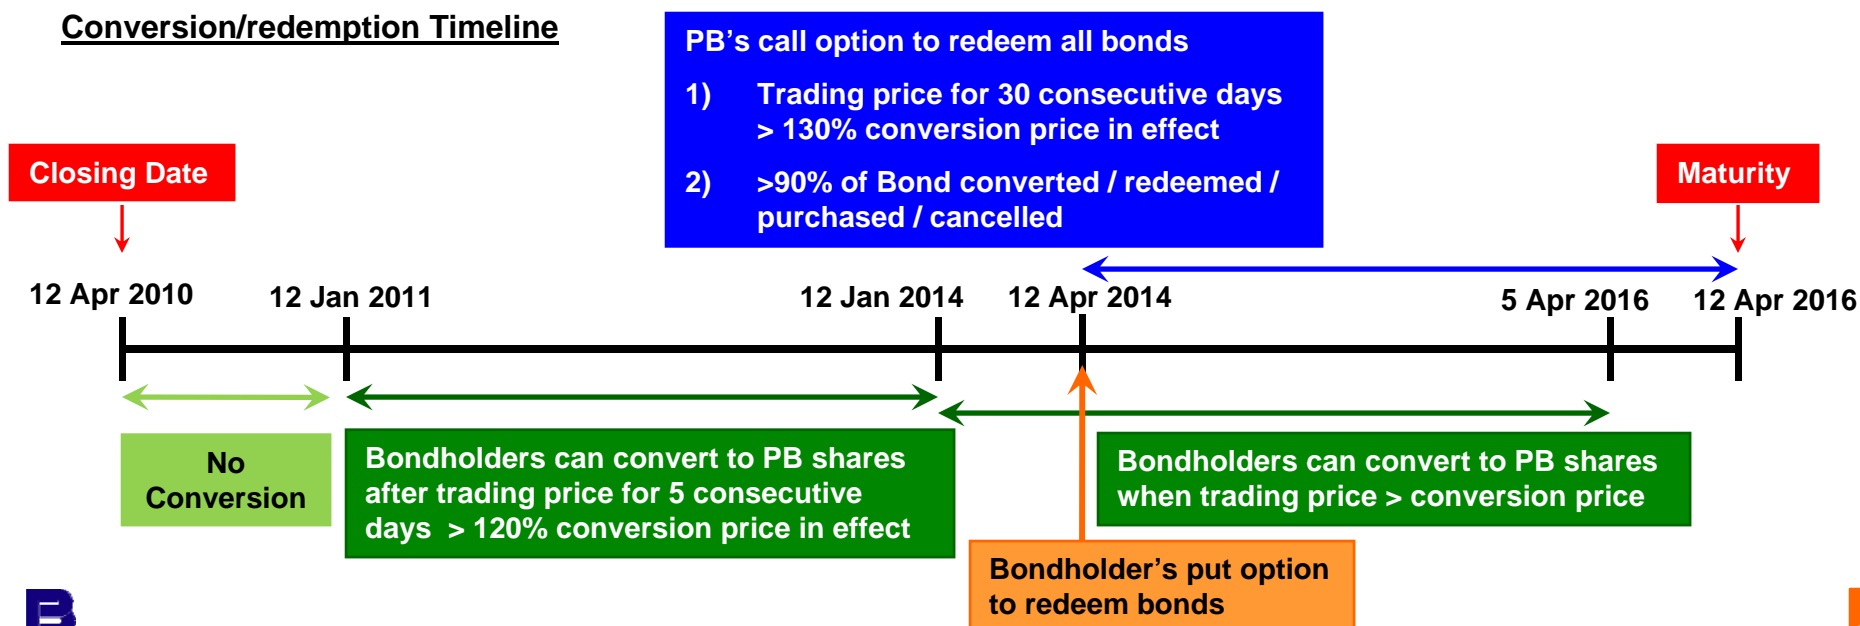 Conversion/redemption Timeline
PB’s call option to redeem all bonds
1) Trading price for 30 consecutive days
> 130% conversion price in effect
2) >90% of Bond converted / redeemed /
purchased / cancelled
Closing Date
Maturity
12 Apr 2010
12 Jan 2011
12 Jan 2014
12 Apr 2014
5 Apr 2016
12 Apr 2016
No
Conversion
Bondholders can convert to PB shares
after trading price for 5 consecutive
days > 120% conversion price in effect
Bondholders can convert to PB shares
when trading price > conversion price
Bondholder’s put option
to redeem bonds